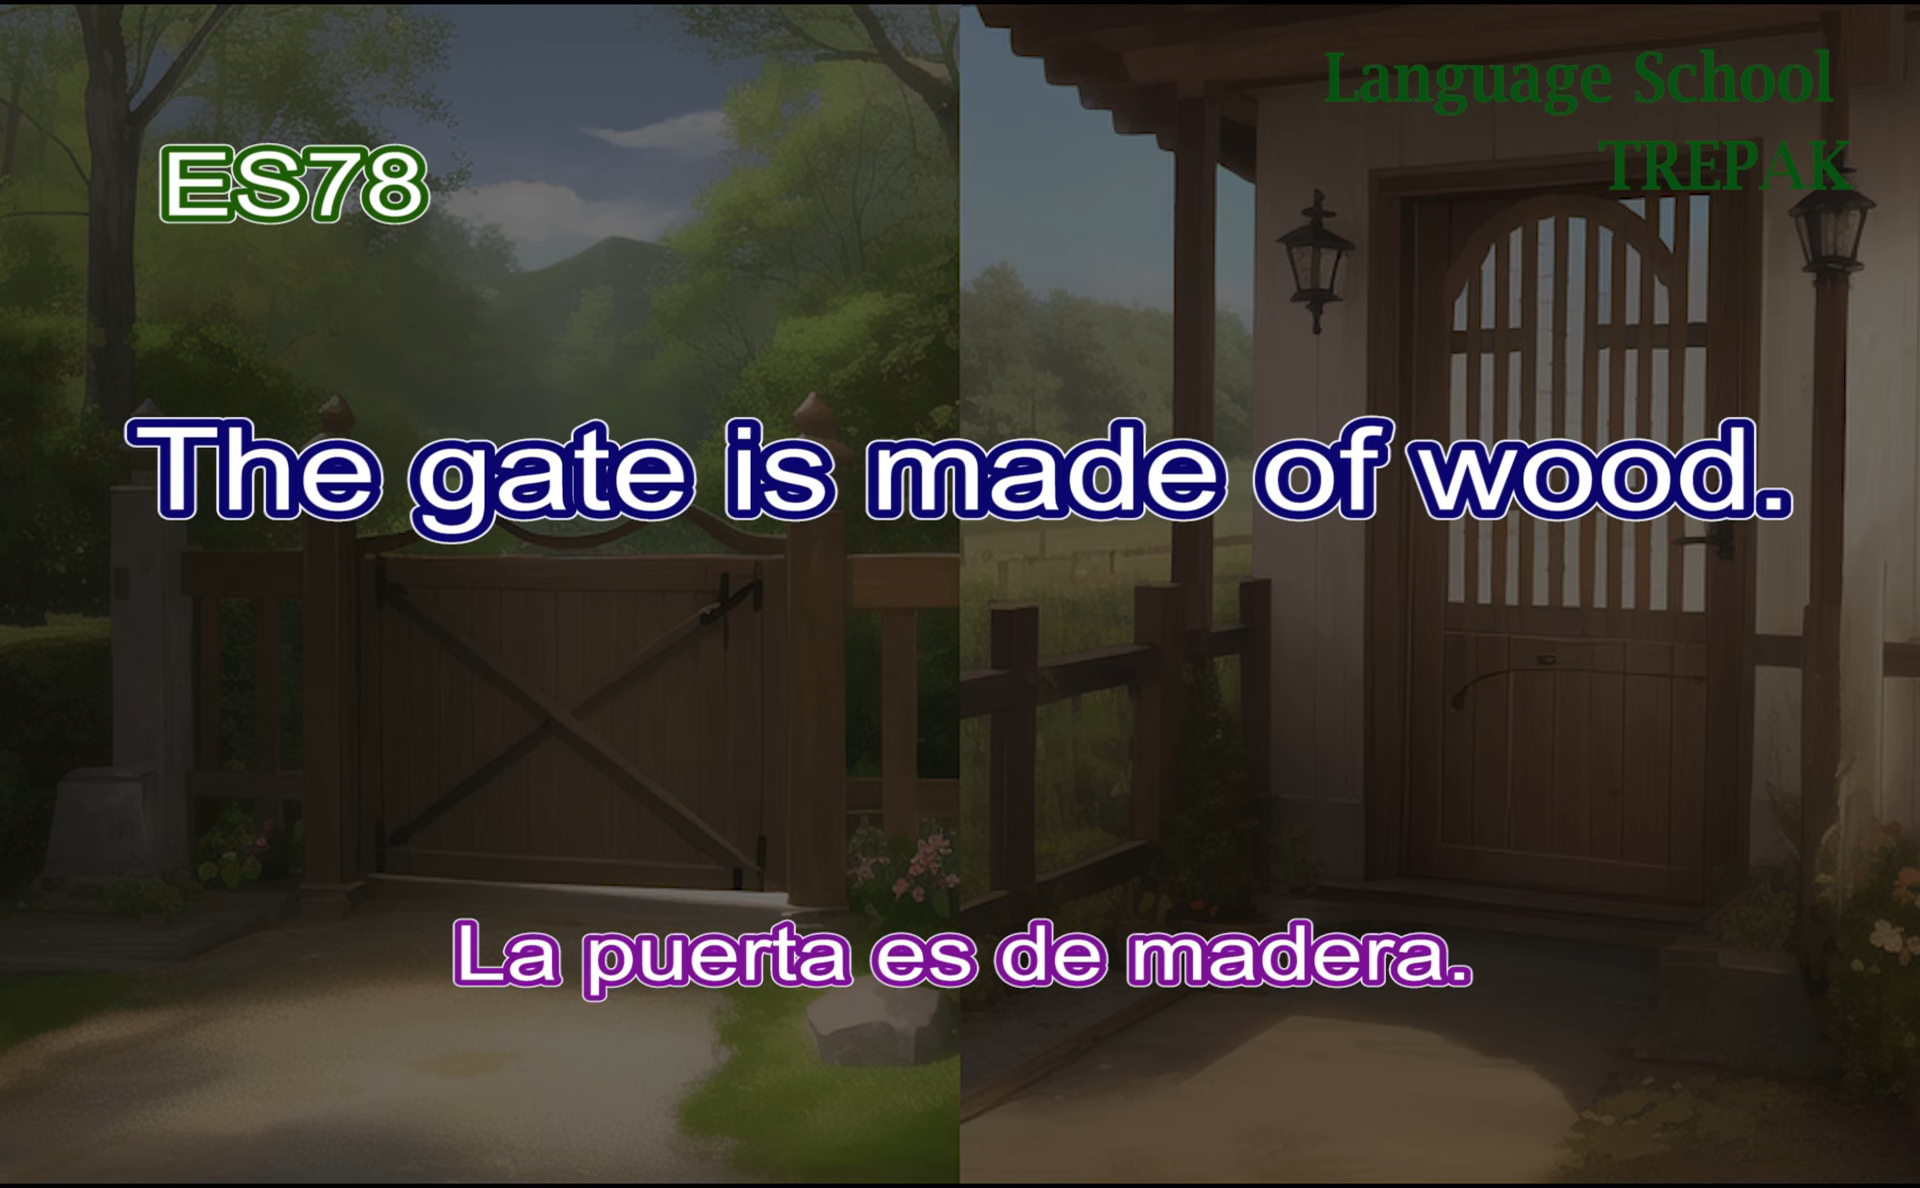 Language School
TREPAK
ES78
The gate is made of wood.
La puerta es de madera.